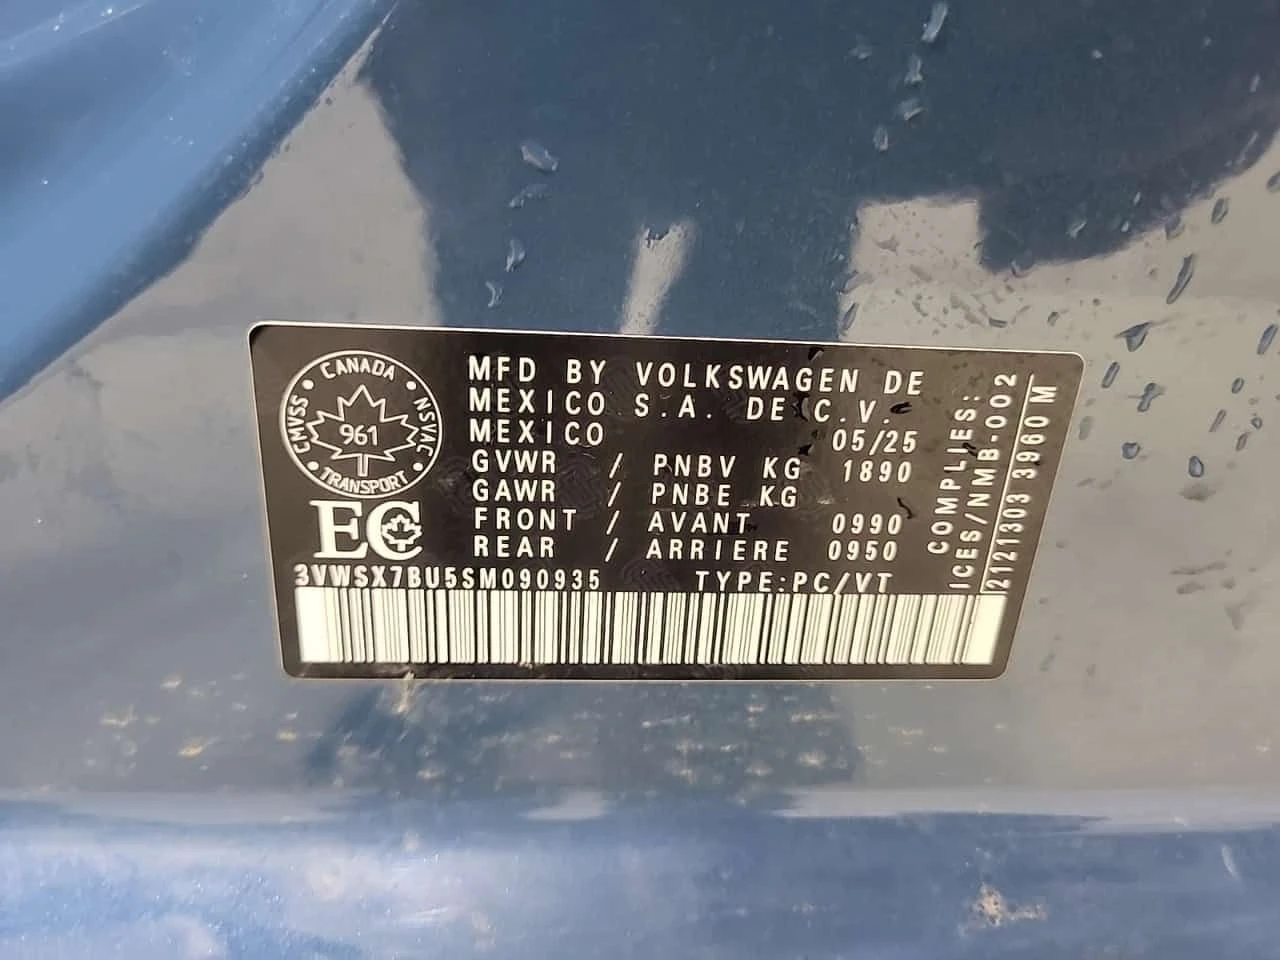 CANADA
CMVSS
NSVAC
961
TRANSPORT
EC
MFD BY VOLKSWAGEN DE
MEXICO S.A. DE C.V.
MEXICO 05/25
GVWR / PNBV KG 1890
GAWR / PNBE KG
FRONT / AVANT 0990
REAR / ARRIERE 0950
3VWSX7BU5SM090935 TYPE:PC/VT
COMPLIES:
ICES/NMB-002
2121303 3960 M